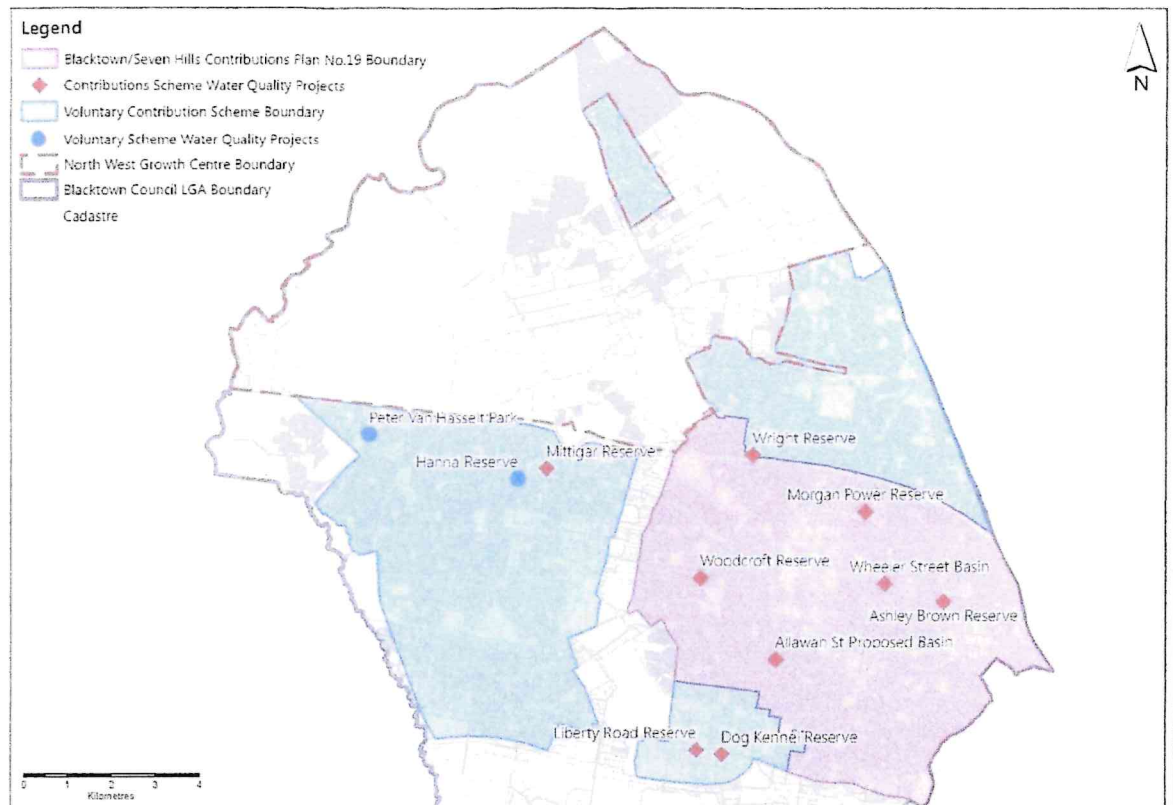 Legend
Blacktown/Seven Hills Contributions Plan No.19 Boundary
Contributions Scheme Water Quality Projects
Voluntary Contribution Scheme Boundary
Voluntary Scheme Water Quality Projects
North West Growth Centre Boundary
Blacktown Council LGA Boundary
Cadastre
N
Peter Van Hasselt Park
Hanna Reserve
Mittigar Reserve
Wright Reserve
Morgan Power Reserve
Woodcroft Reserve
Wheeler Street Basin
Ashley Brown Reserve
Allawan St Proposed Basin
Liberty Road Reserve
Dog Kennel Reserve
0 1 2 3 4
Kilometres